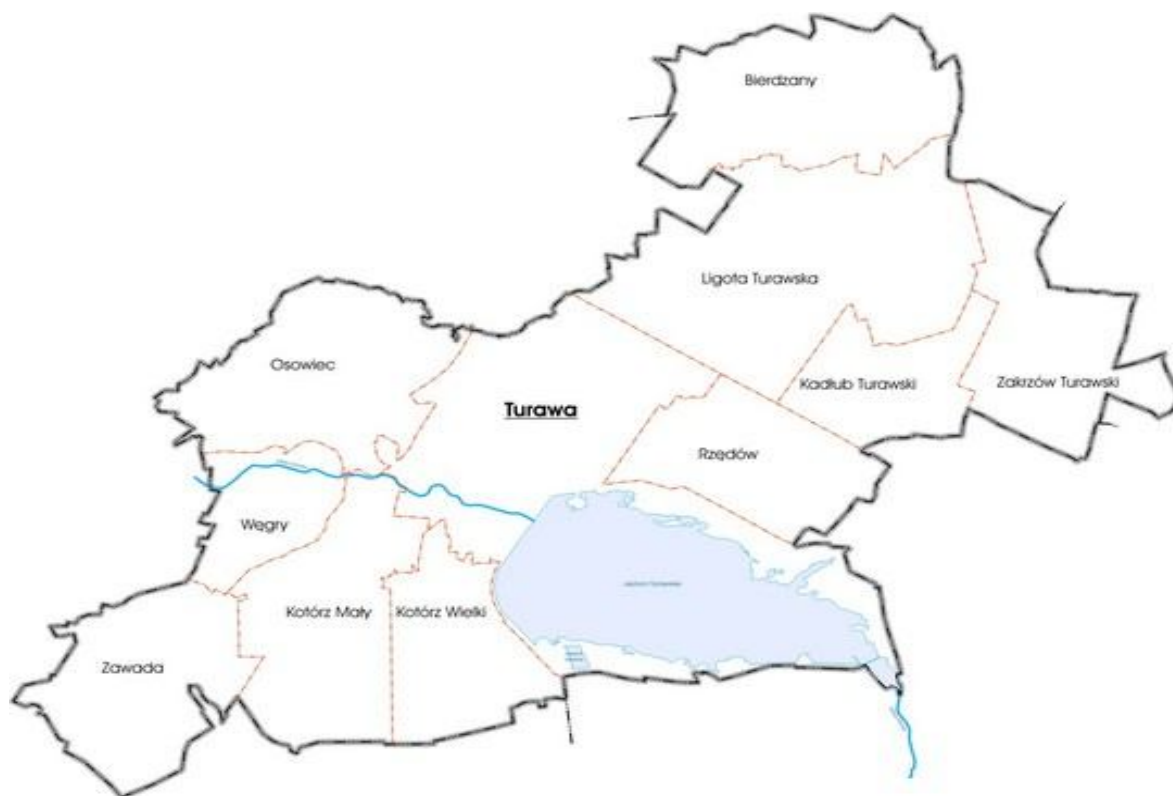 Bierdzany
Ligota Turawska
Osowiec
Kadłub Turawski
Zakrzów Turawski
Turawa
Rzędów
Węgry
Kotórz Mały
Kotórz Wielki
Zawada